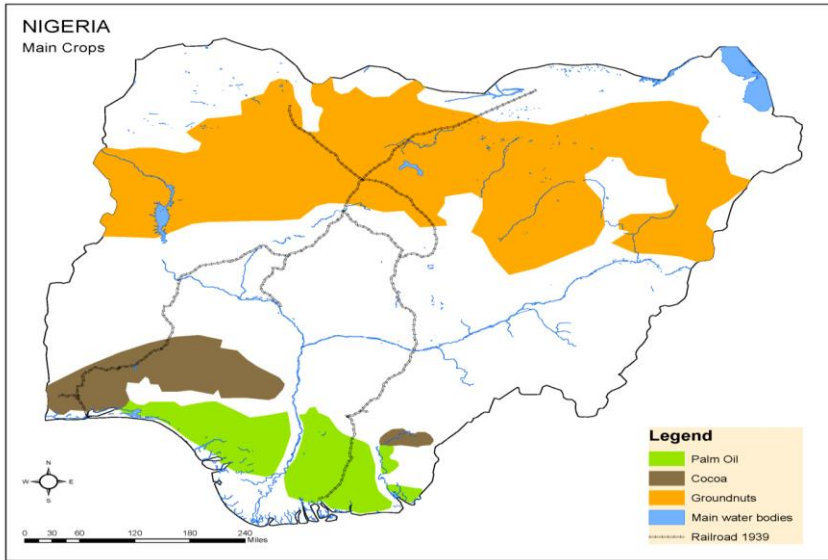 NIGERIA
Main Crops
Legend
Palm Oil
Cocoa
Groundnuts
Main water bodies
Railroad 1939
N
W E
S
0 30 60 120 180 240
Miles